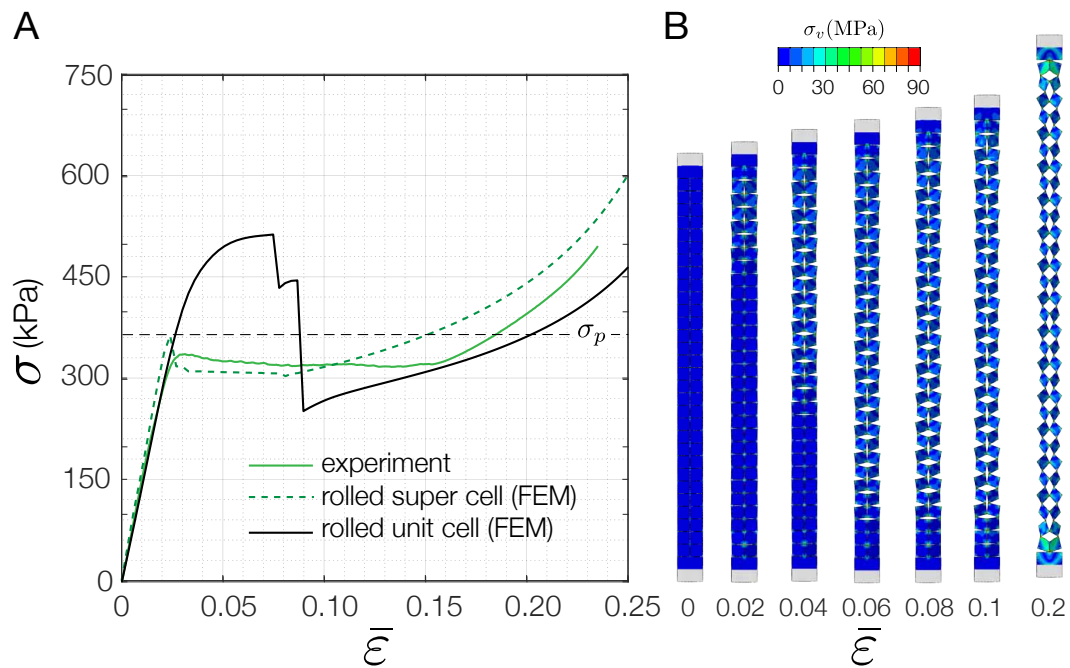 A
750
600
450
300
150
0
σ (kPa)
σₚ
experiment
rolled super cell (FEM)
rolled unit cell (FEM)
0 0.05 0.10 0.15 0.20 0.25
ε̅
B
σᵥ(MPa)
0 30 60 90
0 0.02 0.04 0.06 0.08 0.1 0.2
ε̅